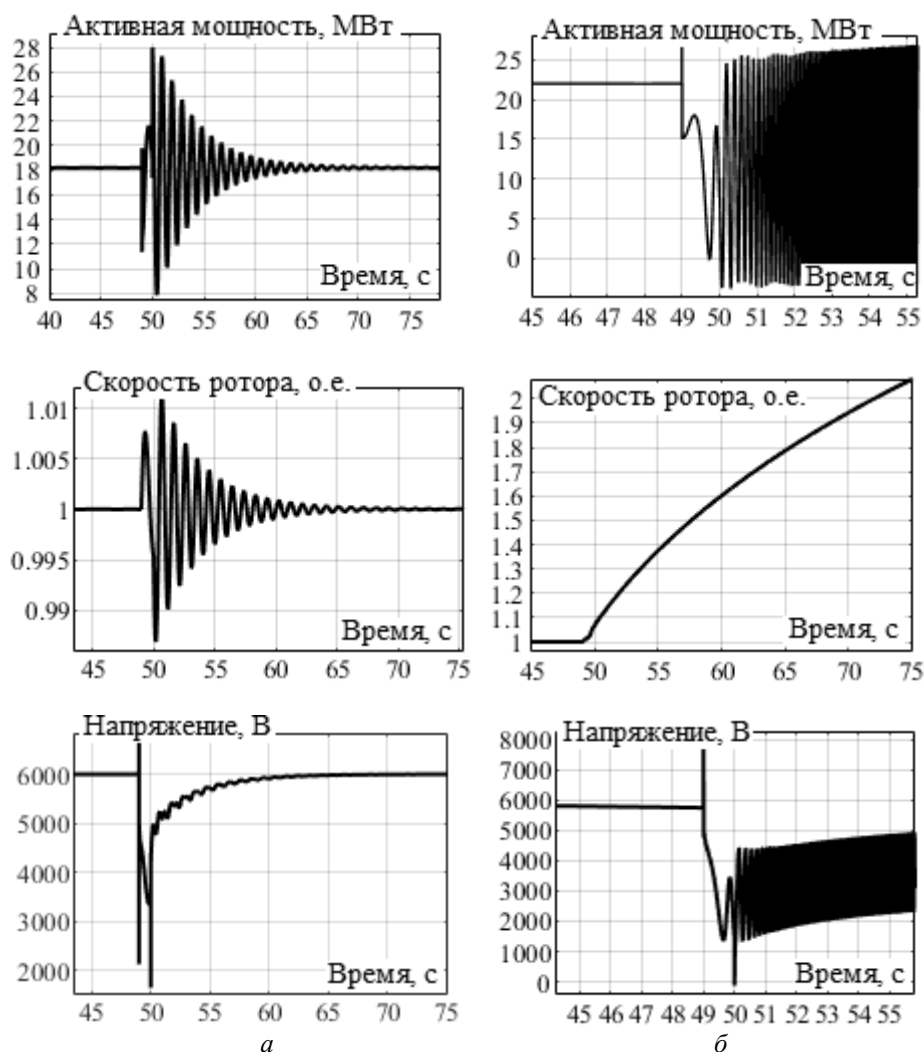 Активная мощность, МВт
28
26
24
22
20
18
16
14
12
10
8
Время, с
40 45 50 55 60 65 70 75
Активная мощность, МВт
25
20
15
10
5
0
Время, с
45 46 47 48 49 50 51 52 53 54 55
Скорость ротора, о.е.
1.01
1.005
1
0.995
0.99
Время, с
45 50 55 60 65 70 75
Скорость ротора, о.е.
2
1.9
1.8
1.7
1.6
1.5
1.4
1.3
1.2
1.1
1
Время, с
45 50 55 60 65 70 75
Напряжение, В
6000
5000
4000
3000
2000
Время, с
45 50 55 60 65 70 75
а
Напряжение, В
8000
7000
6000
5000
4000
3000
2000
1000
0
Время, с
45 46 47 48 49 50 51 52 53 54 55
б